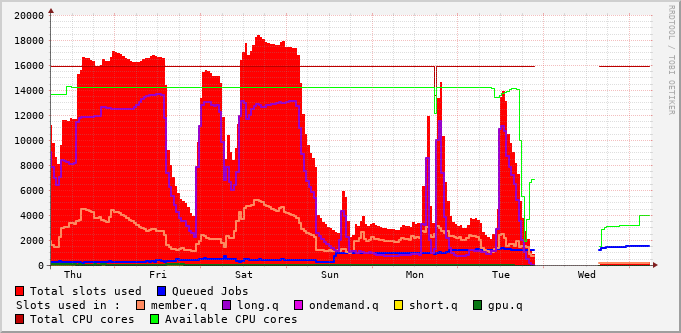 20000
18000
16000
14000
12000
10000
8000
6000
4000
2000
0
Thu Fri Sat Sun Mon Tue Wed
Total slots used Queued Jobs
Slots used in : member.q long.q ondemand.q short.q gpu.q
Total CPU cores Available CPU cores
RRDTOOL / TOBI OETIKER